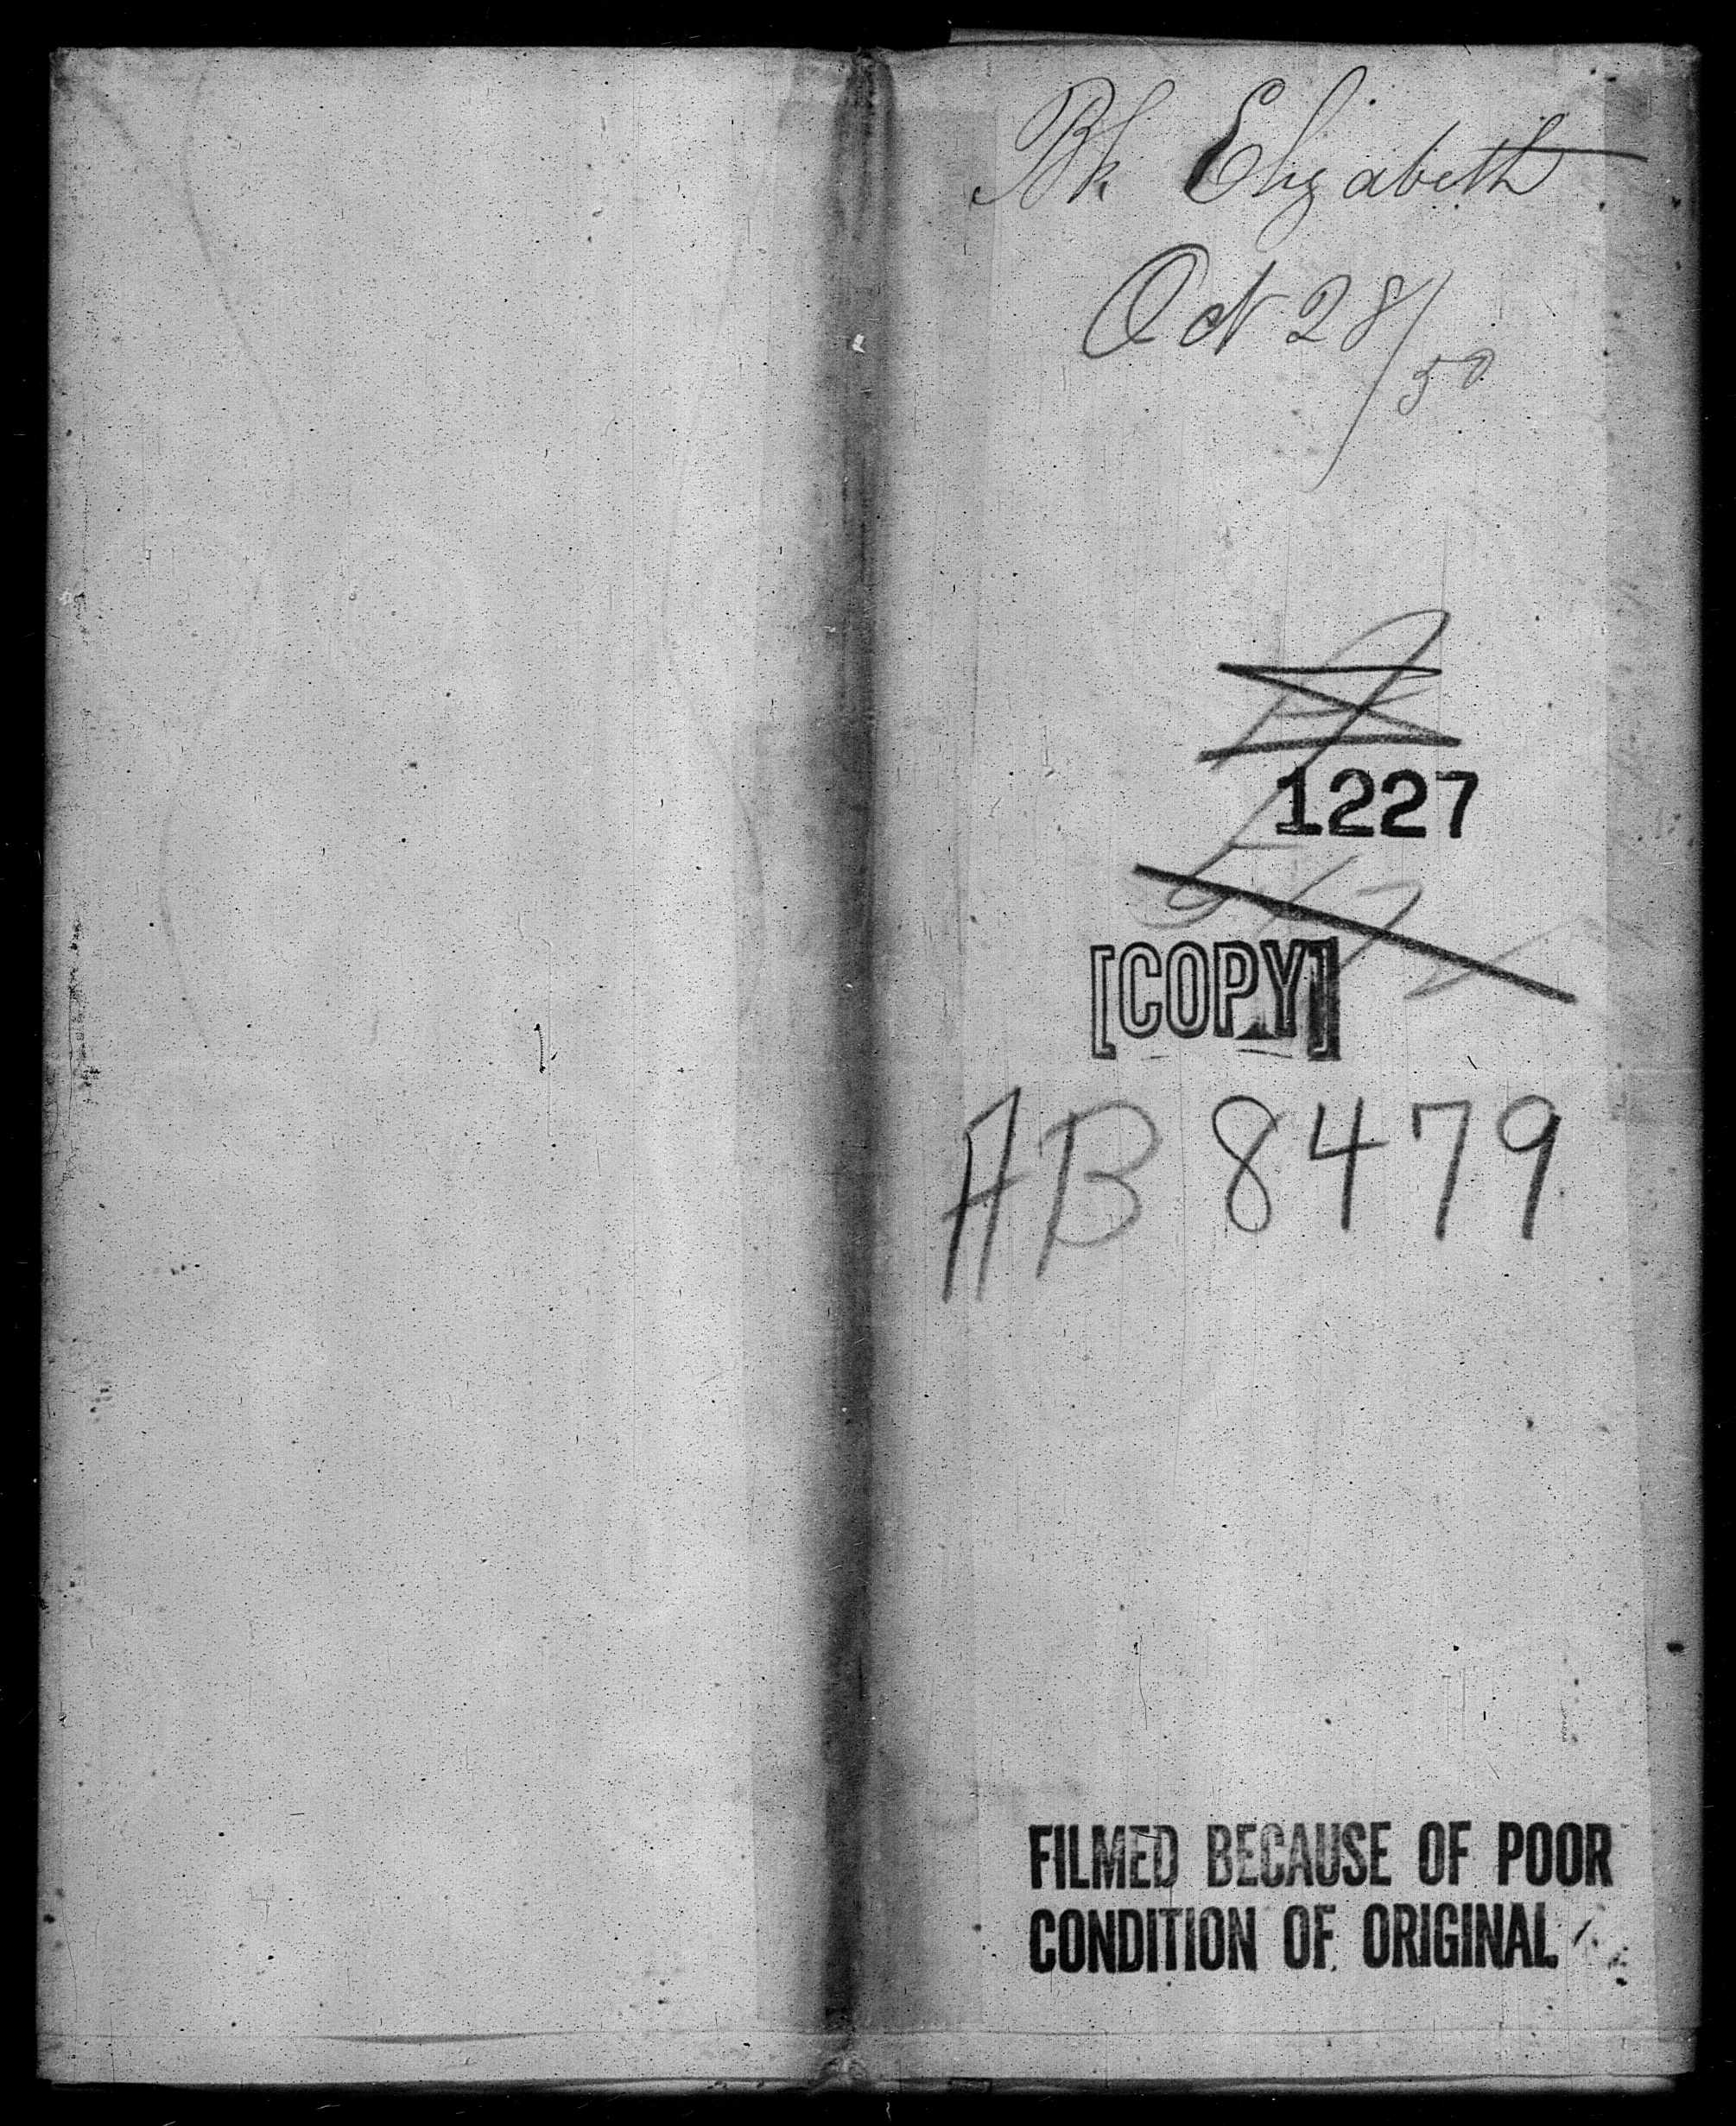 Bk Elizabeth
Oct 28/50
1227
[COPY]
AB 8479
FILMED BECAUSE OF POOR
CONDITION OF ORIGINAL